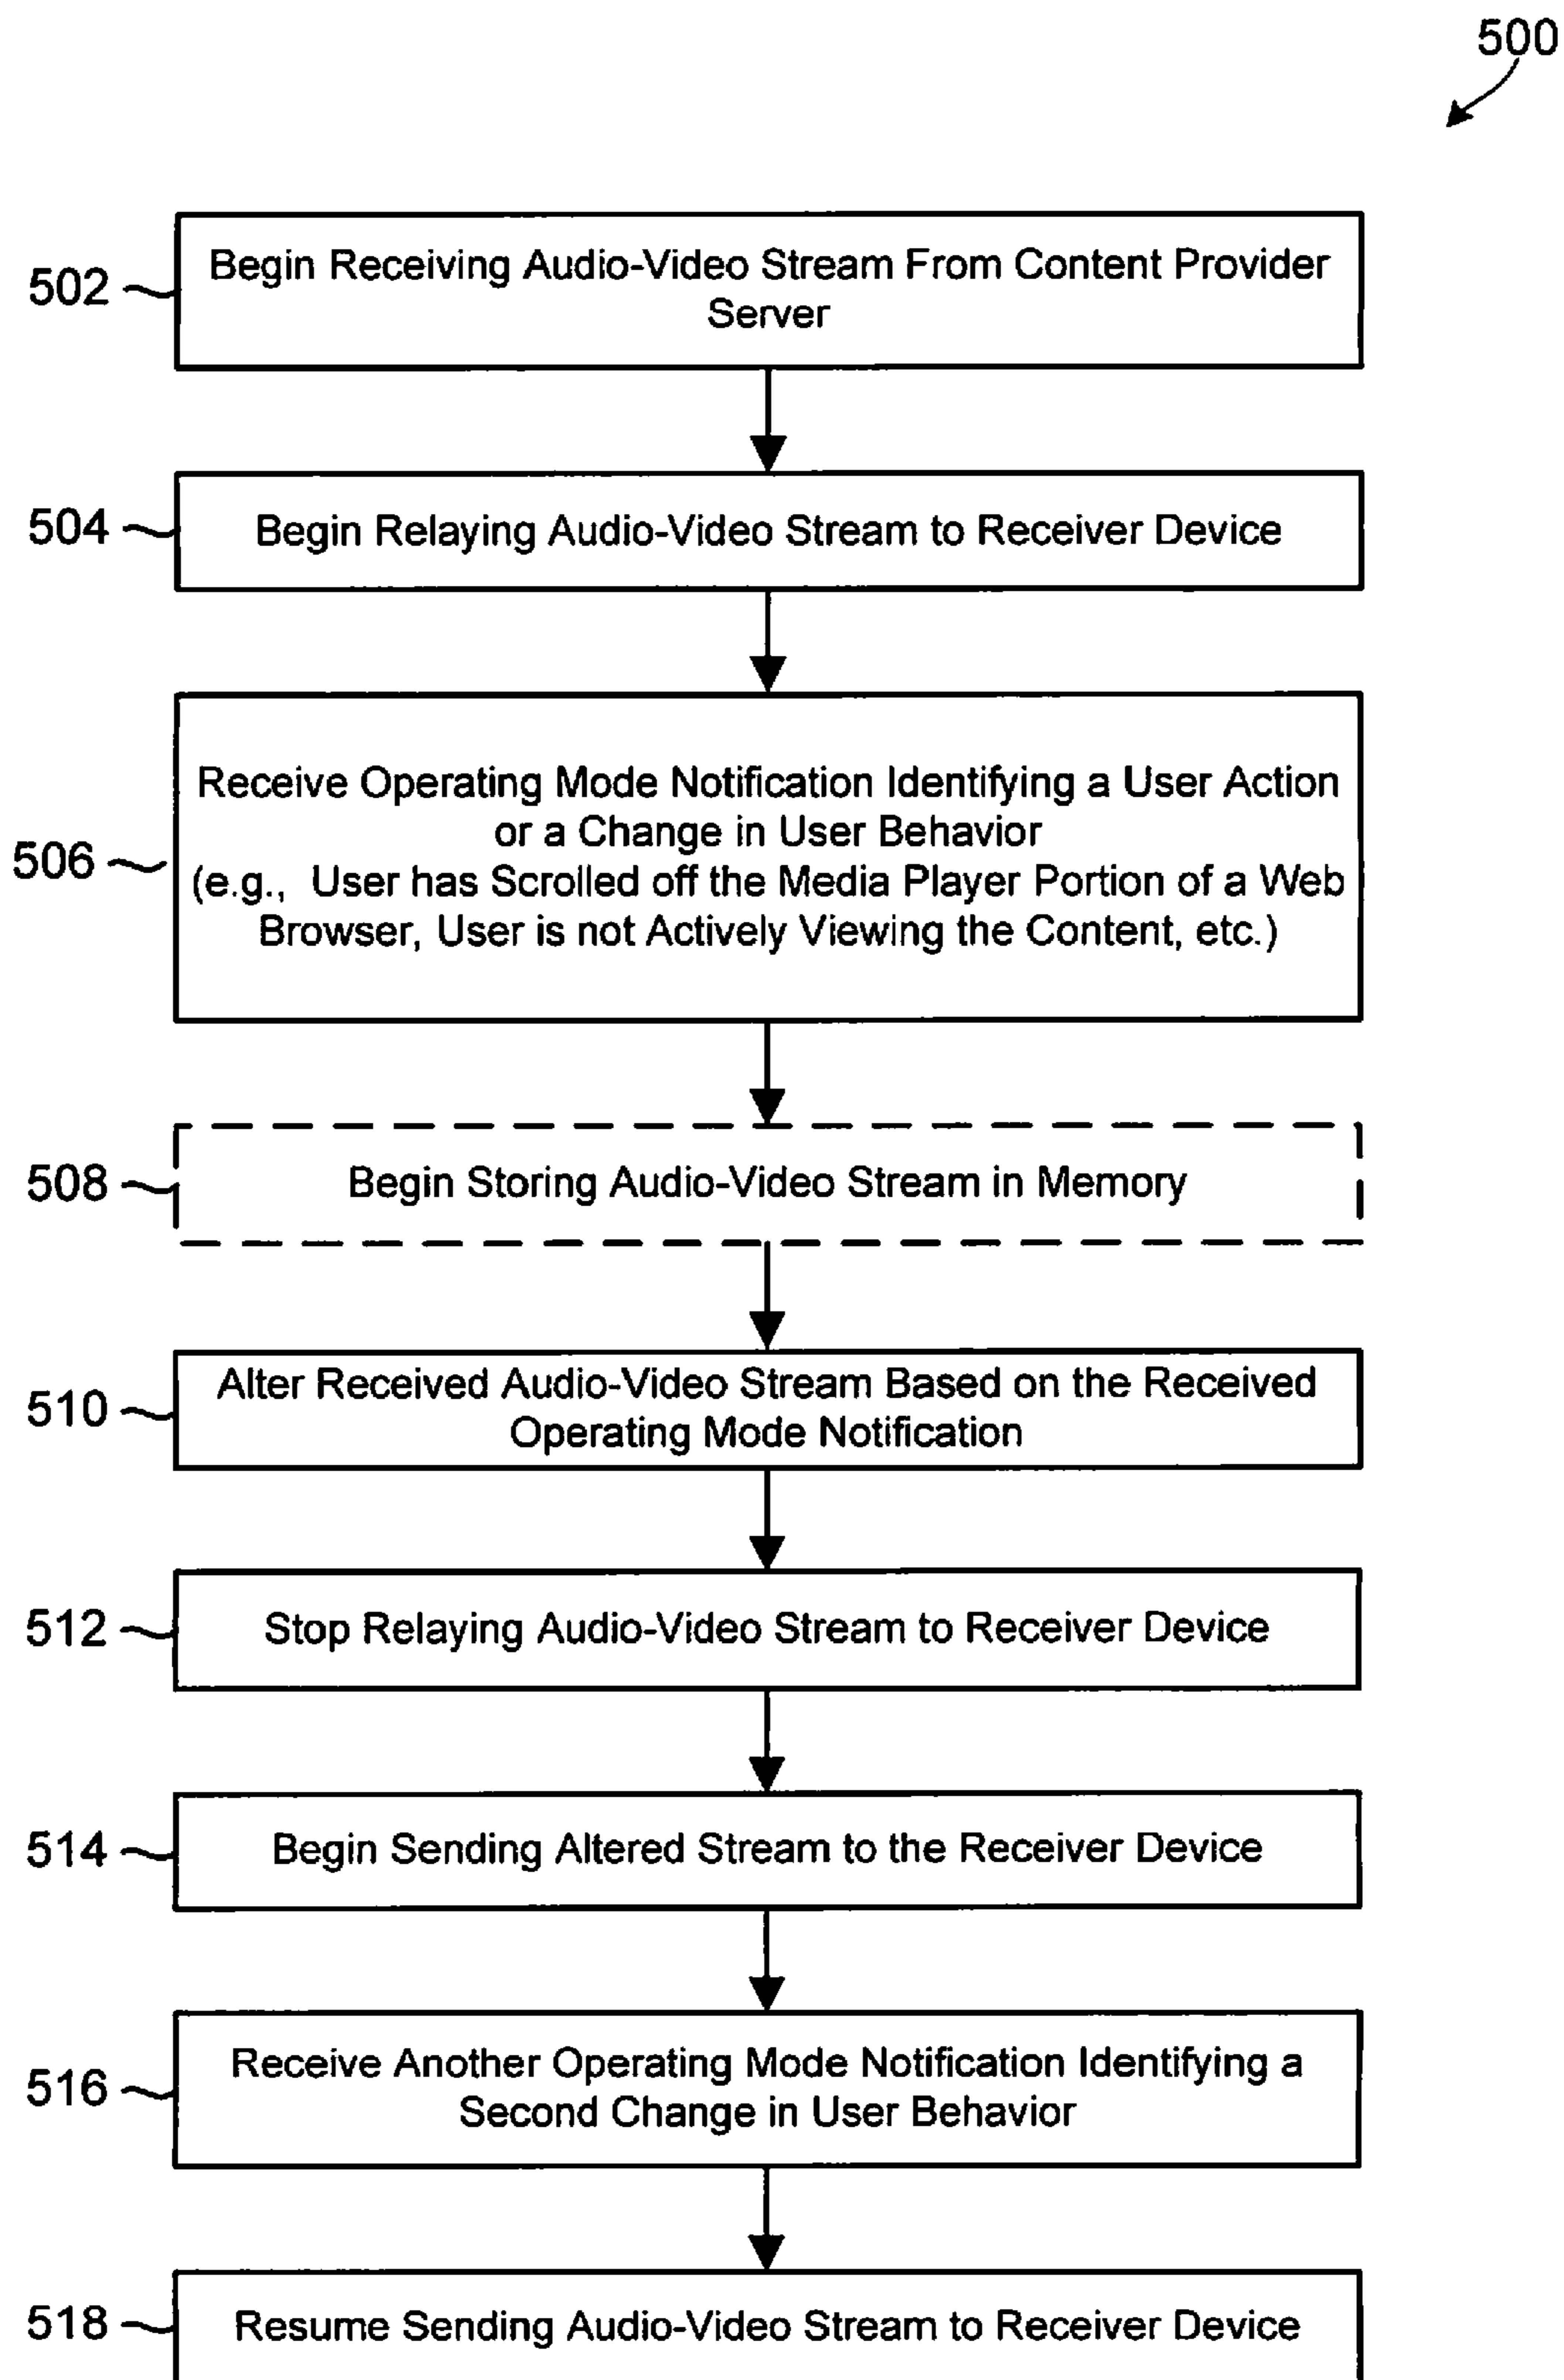 500
502
Begin Receiving Audio-Video Stream From Content Provider
Server
504
Begin Relaying Audio-Video Stream to Receiver Device
506
Receive Operating Mode Notification Identifying a User Action
or a Change in User Behavior
(e.g., User has Scrolled off the Media Player Portion of a Web
Browser, User is not Actively Viewing the Content, etc.)
508
Begin Storing Audio-Video Stream in Memory
510
Alter Received Audio-Video Stream Based on the Received
Operating Mode Notification
512
Stop Relaying Audio-Video Stream to Receiver Device
514
Begin Sending Altered Stream to the Receiver Device
516
Receive Another Operating Mode Notification Identifying a
Second Change in User Behavior
518
Resume Sending Audio-Video Stream to Receiver Device